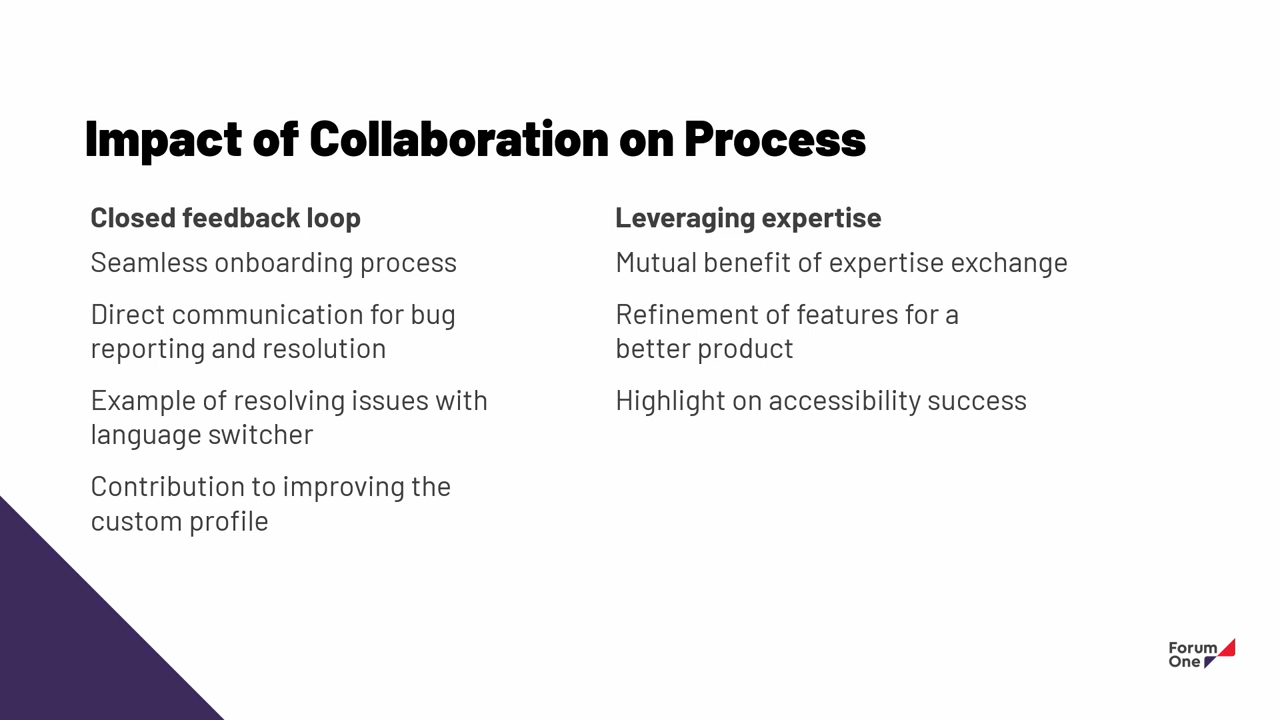 Impact of Collaboration on Process
Closed feedback loop
Seamless onboarding process
Direct communication for bug
reporting and resolution
Example of resolving issues with
language switcher
Contribution to improving the
custom profile
Leveraging expertise
Mutual benefit of expertise exchange
Refinement of features for a
better product
Highlight on accessibility success
Forum
One